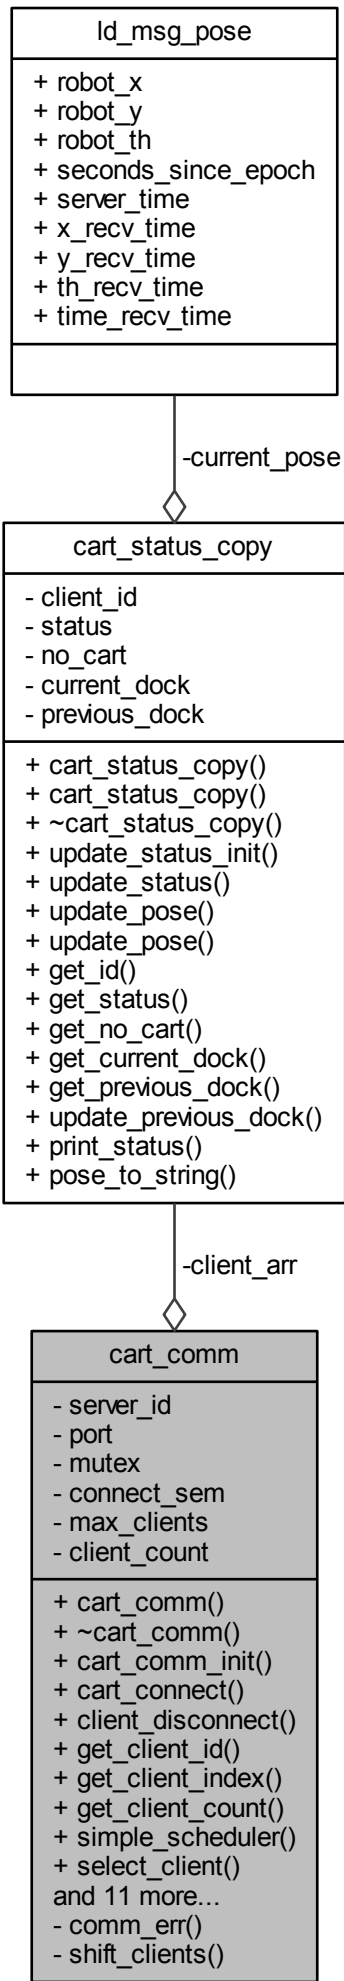 ld_msg_pose
+ robot_x
+ robot_y
+ robot_th
+ seconds_since_epoch
+ server_time
+ x_recv_time
+ y_recv_time
+ th_recv_time
+ time_recv_time
-current_pose
cart_status_copy
- client_id
- status
- no_cart
- current_dock
- previous_dock
+ cart_status_copy()
+ cart_status_copy()
+ ~cart_status_copy()
+ update_status_init()
+ update_status()
+ update_pose()
+ update_pose()
+ get_id()
+ get_status()
+ get_no_cart()
+ get_current_dock()
+ get_previous_dock()
+ update_previous_dock()
+ print_status()
+ pose_to_string()
-client_arr
cart_comm
- server_id
- port
- mutex
- connect_sem
- max_clients
- client_count
+ cart_comm()
+ ~cart_comm()
+ cart_comm_init()
+ cart_connect()
+ client_disconnect()
+ get_client_id()
+ get_client_index()
+ get_client_count()
+ simple_scheduler()
+ select_client()
and 11 more...
- comm_err()
- shift_clients()